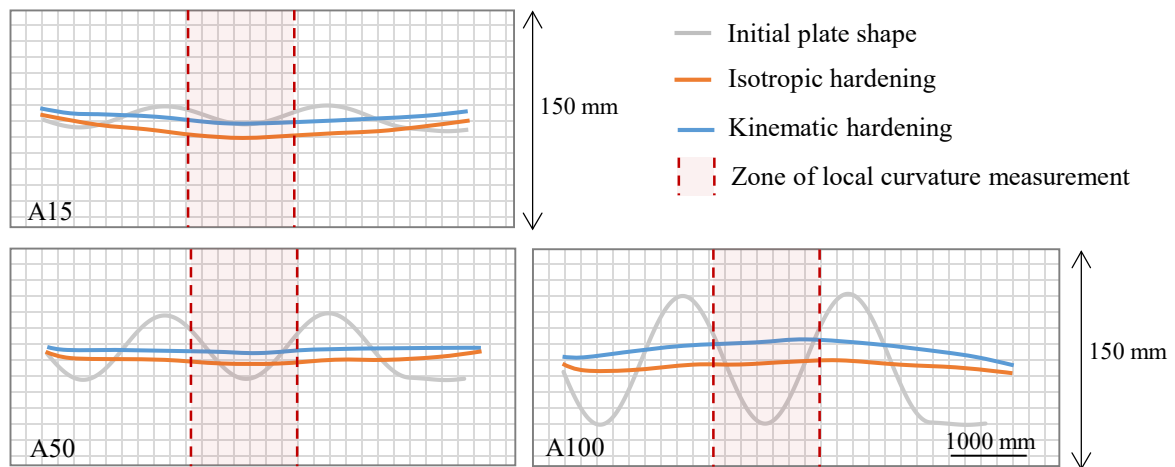 Initial plate shape
Isotropic hardening
Kinematic hardening
Zone of local curvature measurement
150 mm
A15
A50
A100
1000 mm
150 mm